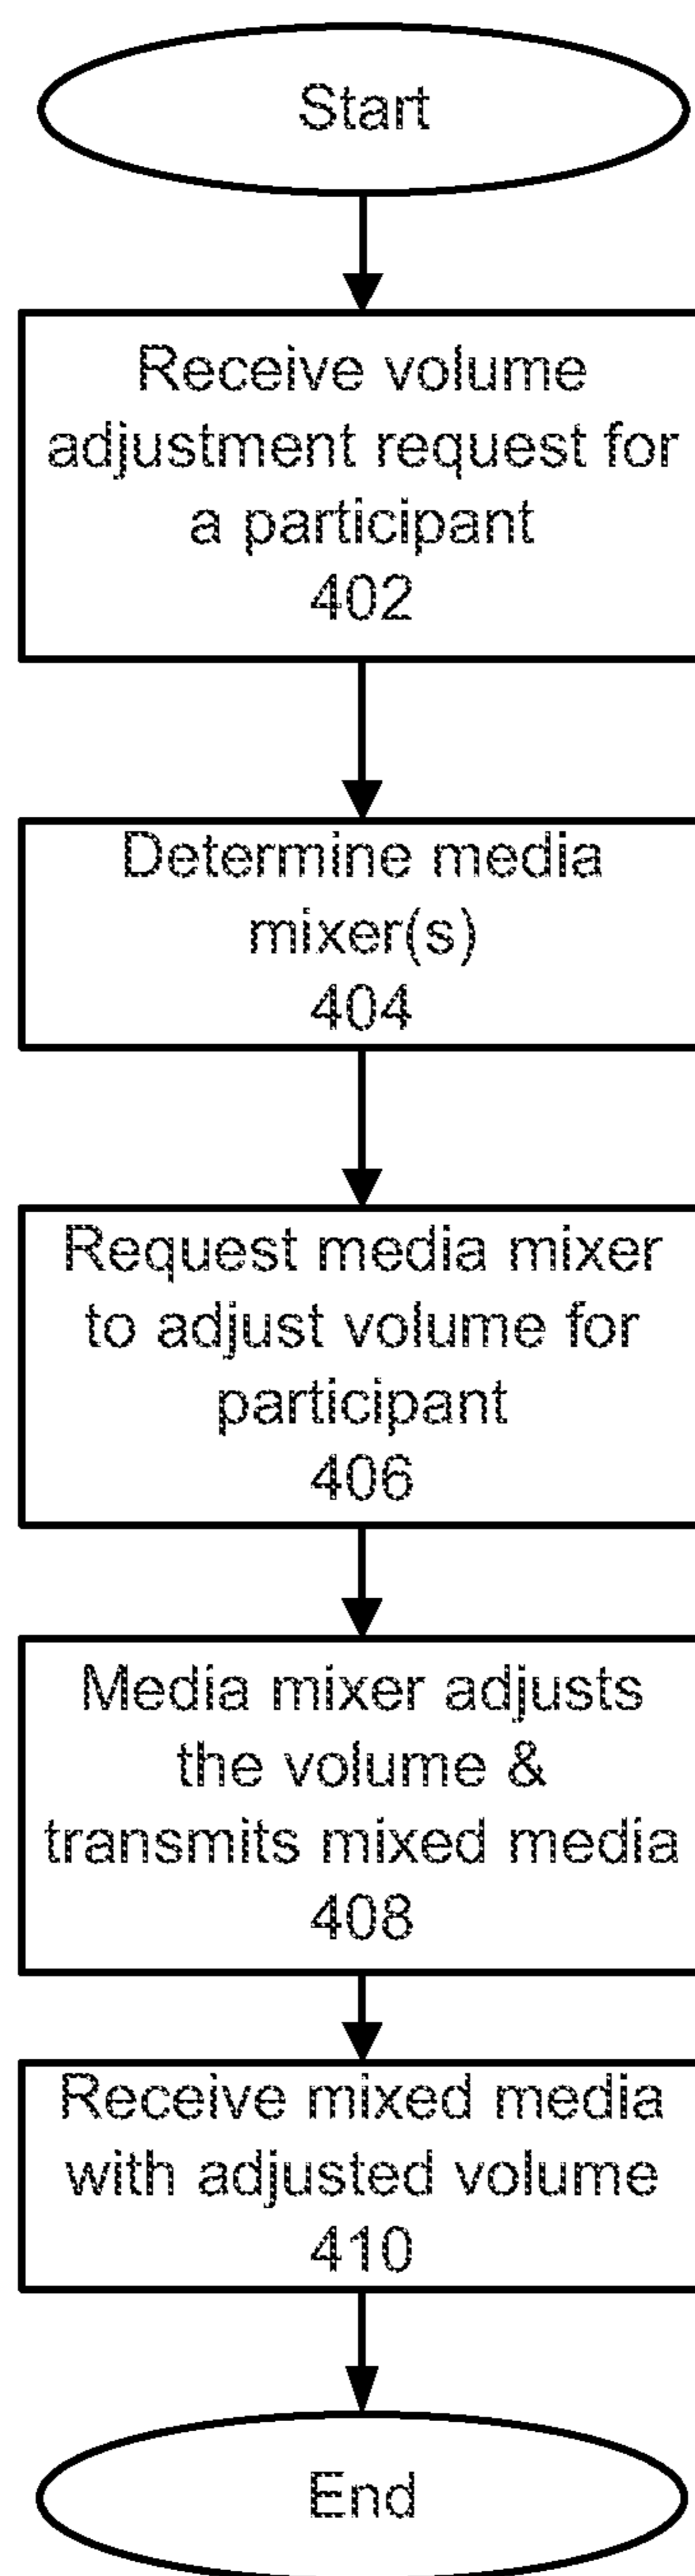 Start
Receive volume
adjustment request for
a participant
402
Determine media
mixer(s)
404
Request media mixer
to adjust volume for
participant
406
Media mixer adjusts
the volume &
transmits mixed media
408
Receive mixed media
with adjusted volume
410
End